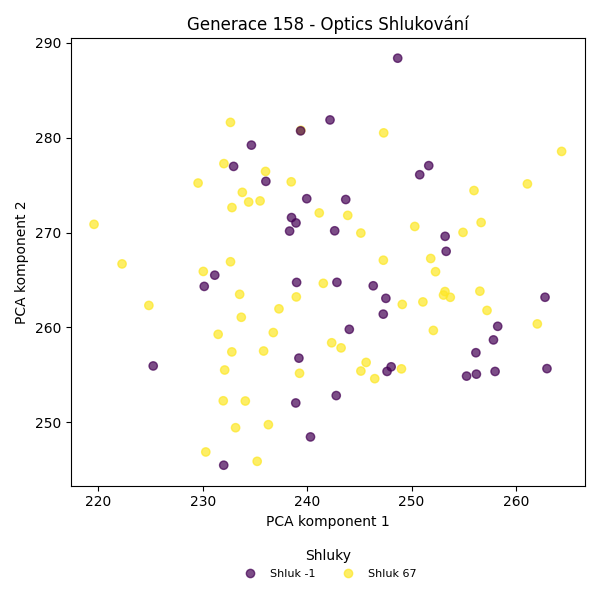 Generace 158 - Optics Shlukování
290
280
270
260
250
PCA komponent 2
220
230
240
250
260
PCA komponent 1
Shluky
Shluk -1
Shluk 67